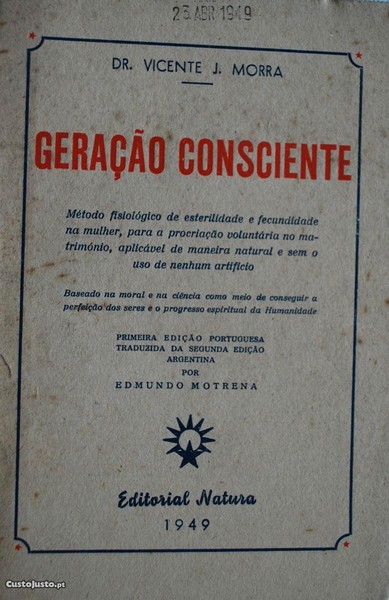 23 ABR 1949
DR. VICENTE J. MORRA
GERAÇÃO CONSCIENTE
Método fisiológico de esterilidade e fecundidade
na mulher, para a procriação voluntária no ma-
trimónio, aplicável de maneira natural e sem o
uso de nenhum artifício
Baseado na moral e na ciência como meio de conseguir a
perfeição dos seres e o progresso espiritual da Humanidade
PRIMEIRA EDIÇÃO PORTUGUESA
TRADUZIDA DA SEGUNDA EDIÇÃO
ARGENTINA
POR
EDMUNDO MOTRENA
Editorial Natura
1949
CustoJusto.pt